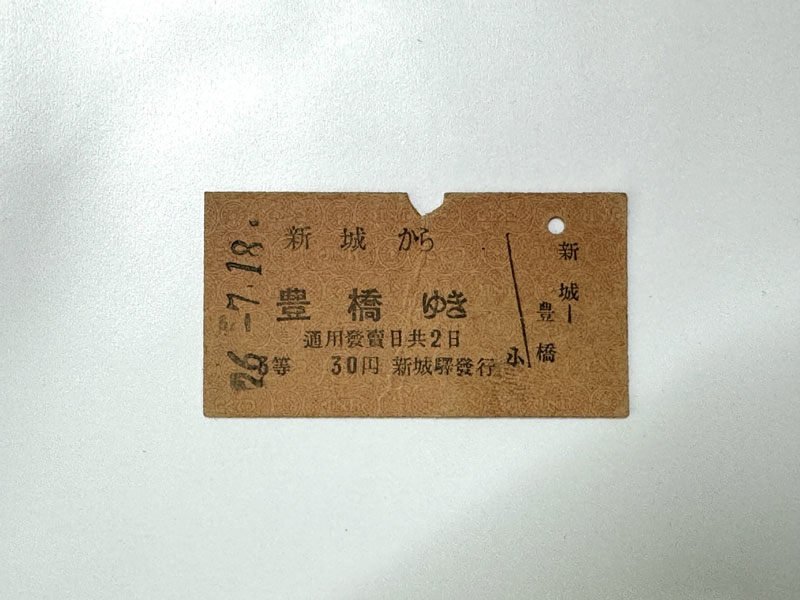 新城から
豊橋ゆき
通用發賣日共2日
3等 30円 新城驛發行
26.-7.18.
新城―
豊橋
小